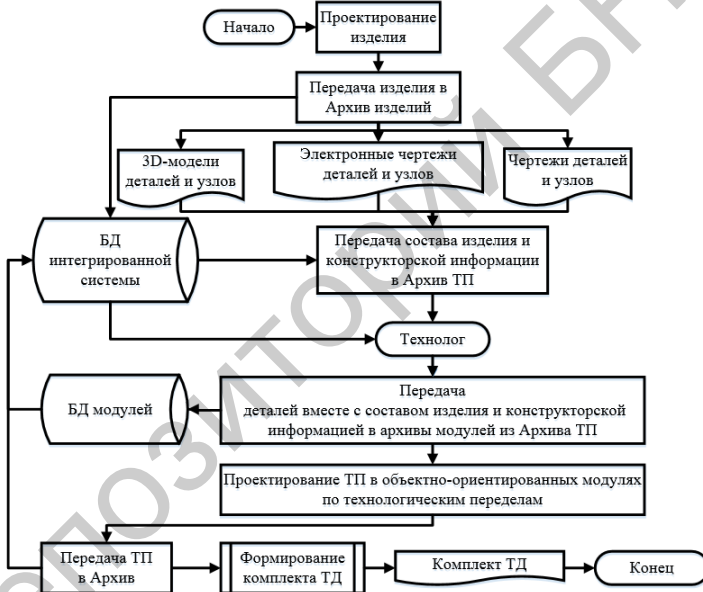 Начало
Проектирование
изделия
Передача изделия в
Архив изделий
3D-модели
деталей и узлов
Электронные чертежи
деталей и узлов
Чертежи деталей
и узлов
БД
интегрированной
системы
Передача состава изделия и
конструкторской информации
в Архив ТП
Технолог
Передача
деталей вместе с составом изделия и конструкторской
информацией в архивы модулей из Архива ТП
БД модулей
Проектирование ТП в объектно-ориентированных модулях
по технологическим переделам
Передача ТП
в Архив
Формирование
комплекта ТД
Комплект ТД
Конец